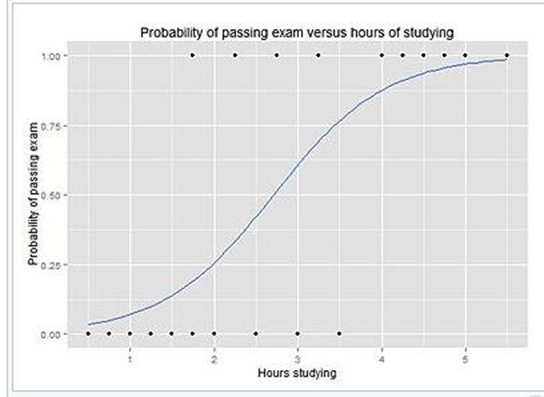 Probability of passing exam versus hours of studying
1.00
0.75
0.50
0.25
0.00
Probability of passing exam
1 2 3 4 5
Hours studying